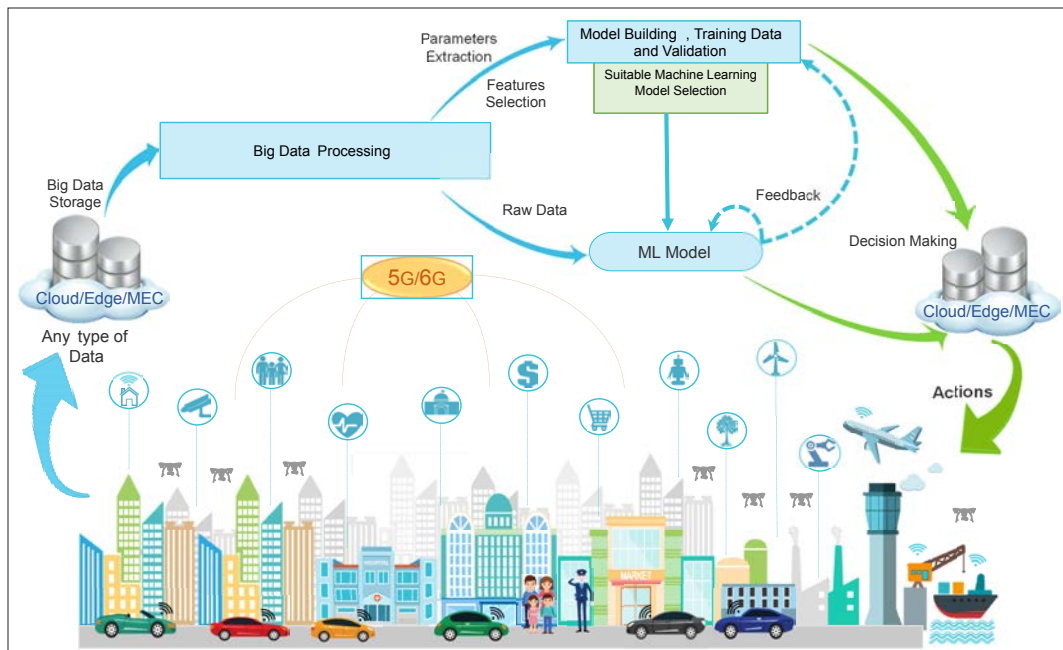 Parameters
Extraction
Model Building , Training Data
and Validation
Suitable Machine Learning
Model Selection
Features
Selection
Big Data Processing
Big Data
Storage
Raw Data
Feedback
ML Model
Decision Making
Cloud/Edge/MEC
5G/6G
Cloud/Edge/MEC
Any type of
Data
Actions
$
HOSPITAL
MARKET